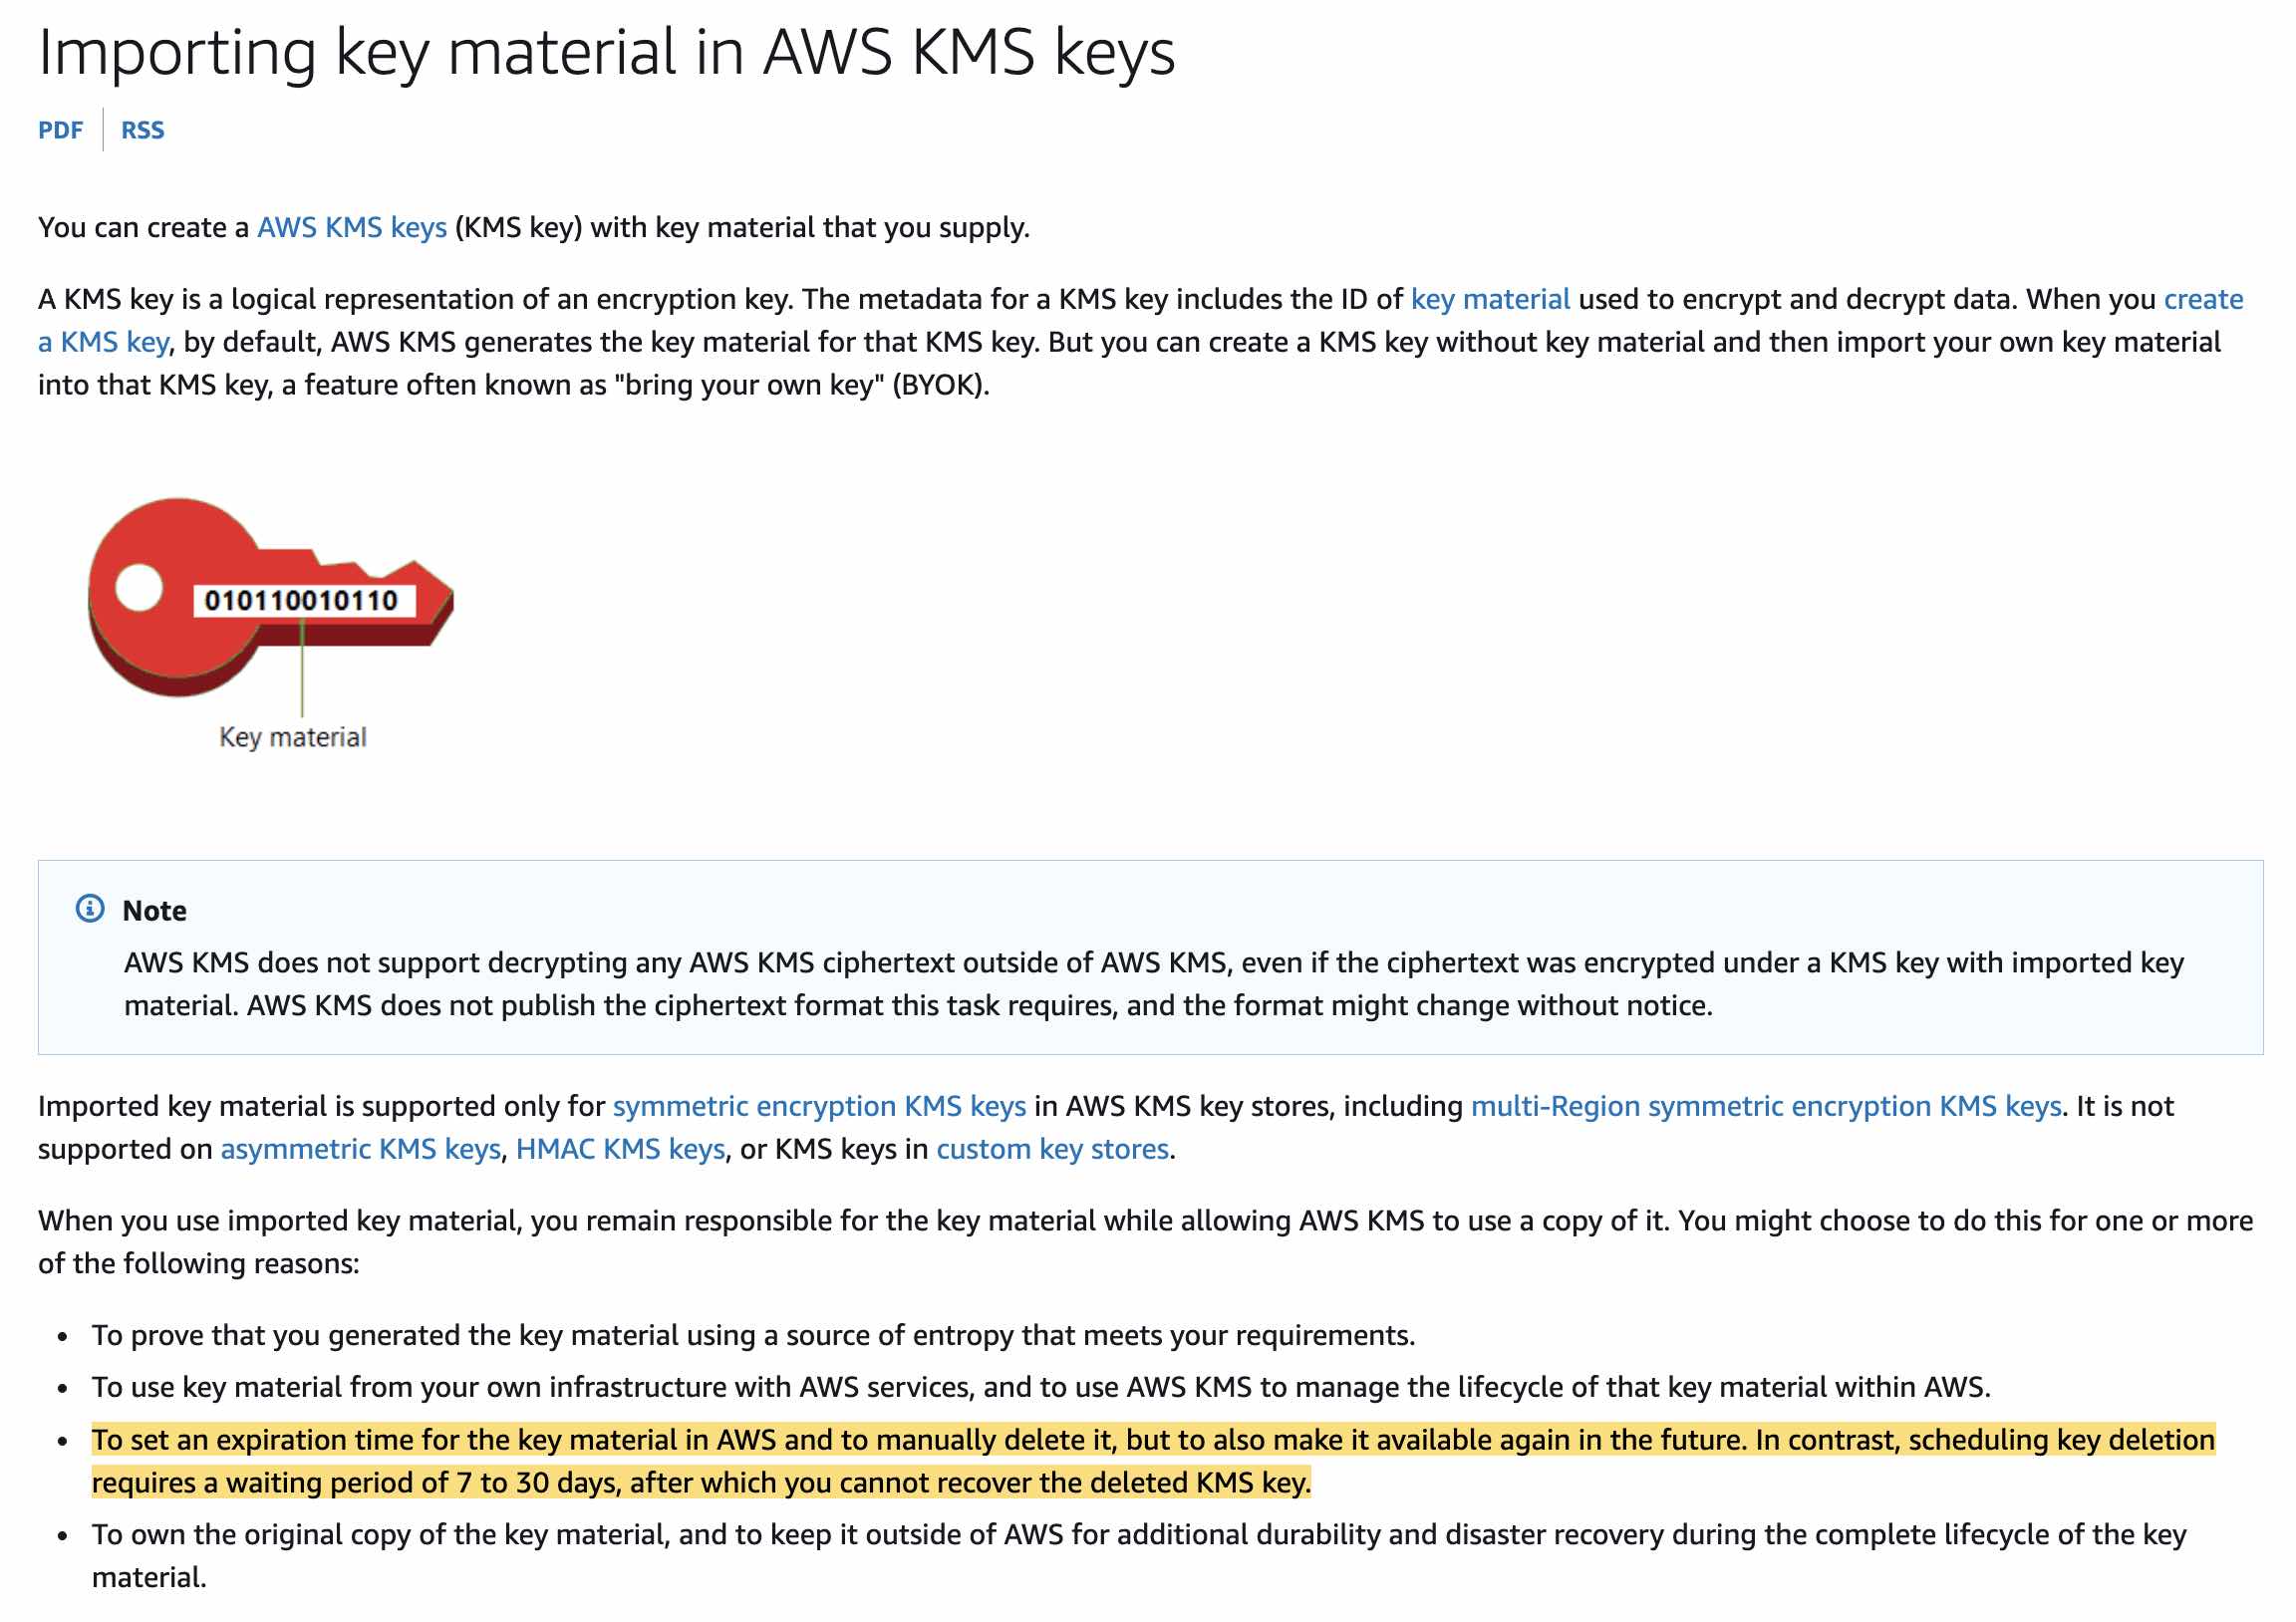 Importing key material in AWS KMS keys
PDF
RSS
You can create a AWS KMS keys (KMS key) with key material that you supply.
A KMS key is a logical representation of an encryption key. The metadata for a KMS key includes the ID of key material used to encrypt and decrypt data. When you create
a KMS key, by default, AWS KMS generates the key material for that KMS key. But you can create a KMS key without key material and then import your own key material
into that KMS key, a feature often known as "bring your own key" (BYOK).
010110010110
Key material
Note
AWS KMS does not support decrypting any AWS KMS ciphertext outside of AWS KMS, even if the ciphertext was encrypted under a KMS key with imported key
material. AWS KMS does not publish the ciphertext format this task requires, and the format might change without notice.
Imported key material is supported only for symmetric encryption KMS keys in AWS KMS key stores, including multi-Region symmetric encryption KMS keys. It is not
supported on asymmetric KMS keys, HMAC KMS keys, or KMS keys in custom key stores.
When you use imported key material, you remain responsible for the key material while allowing AWS KMS to use a copy of it. You might choose to do this for one or more
of the following reasons:
• To prove that you generated the key material using a source of entropy that meets your requirements.
• To use key material from your own infrastructure with AWS services, and to use AWS KMS to manage the lifecycle of that key material within AWS.
• To set an expiration time for the key material in AWS and to manually delete it, but to also make it available again in the future. In contrast, scheduling key deletion
requires a waiting period of 7 to 30 days, after which you cannot recover the deleted KMS key.
• To own the original copy of the key material, and to keep it outside of AWS for additional durability and disaster recovery during the complete lifecycle of the key
material.